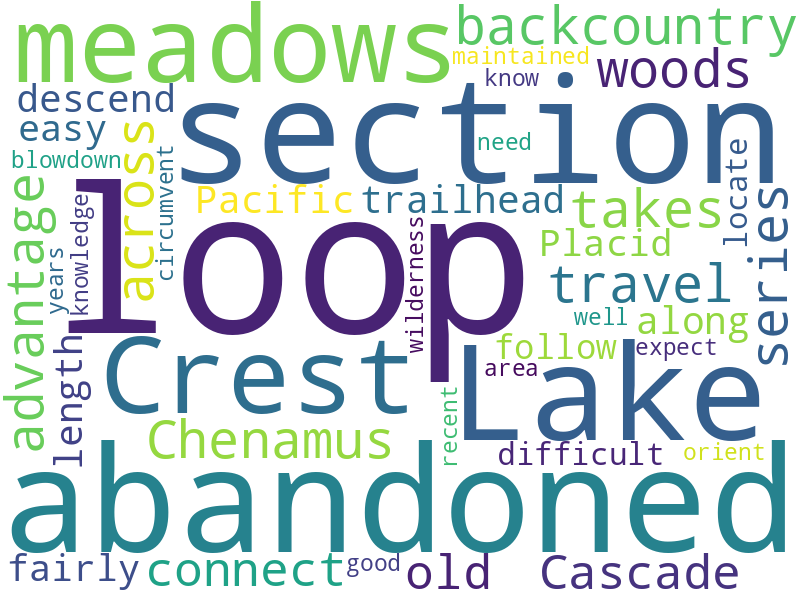 meadows
backcountry
maintained
know
woods
descend
section
easy
across
need
blowdown
circumvent
loop
Pacific
trailhead
takes
locate
series
advantage
years
knowledge
wilderness
Placid
travel
well
along
Crest
Lake
length
follow
expect
area
Chenamus
recent
difficult
orient
abandoned
fairly
connect
good
old
Cascade